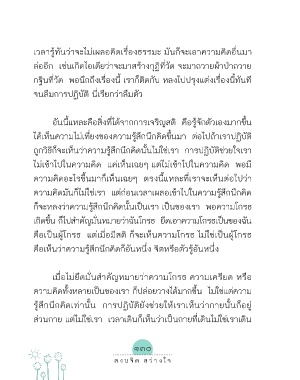 เวลารู้ทันว่าจะไม่เผลอคิดเรื่องธรรมะ มันก็จะเอาความคิดอื่นมา
ล่ออีก เช่นเกิดไอเดียว่าจะมาสร้างกุฏิที่วัด จะมาถวายผ้าป่าถวาย
กฐินที่วัด พอนึกถึงเรื่องนี้ เราก็ติดกับ หลงไปปรุงแต่งเรื่องนี้ทันที
จนลืมการปฏิบัติ นี่เรียกว่าลืมตัว
อันนี้แหละคือสิ่งที่ได้จากการเจริญสติ คือรู้จักตัวเองมากขึ้น
ได้เห็นความไม่เที่ยงของความรู้สึกนึกคิดขึ้นมา ต่อไปถ้าเราปฏิบัติ
ถูกวิธีก็จะเห็นว่าความรู้สึกนึกคิดนั้นไม่ใช่เรา การปฏิบัติช่วยใจเรา
ไม่เข้าไปในความคิด แค่เห็นเฉยๆ แต่ไม่เข้าไปในความคิด พอมี
ความคิดอะไรขึ้นมาก็เห็นเฉยๆ ตรงนี้แหละที่เราจะเห็นต่อไปว่า
ความคิดมันก็ไม่ใช่เรา แต่ก่อนเวลาเผลอเข้าไปในความรู้สึกนึกคิด
ก็จะหลงว่าความรู้สึกนึกคิดนั้นเป็นเรา เป็นของเรา พอความโกรธ
เกิดขึ้น ก็ไปสำคัญมั่นหมายว่าฉันโกรธ ยึดเอาความโกรธเป็นของฉัน
คือเป็นผู้โกรธ แต่เมื่อมีสติ ก็จะเห็นความโกรธ ไม่ใช่เป็นผู้โกรธ
คือเห็นว่าความรู้สึกนึกคิดก็อันหนึ่ง จิตหรือตัวรู้อันหนึ่ง
เมื่อไม่ยึดมั่นสำคัญหมายว่าความโกรธ ความเครียด หรือ
ความคิดทั้งหลายเป็นของเรา ก็ปล่อยวางได้มากขึ้น ไม่ใช่แต่ความ
รู้สึกนึกคิดเท่านั้น การปฏิบัติยังช่วยให้เราเห็นว่ากายนั้นก็อยู่
ส่วนกาย แต่ไม่ใช่เรา เวลาเดินก็เห็นว่าเป็นกายที่เดินไม่ใช่เราเดิน
๑๓๐
สงบจิต สว่างใจ